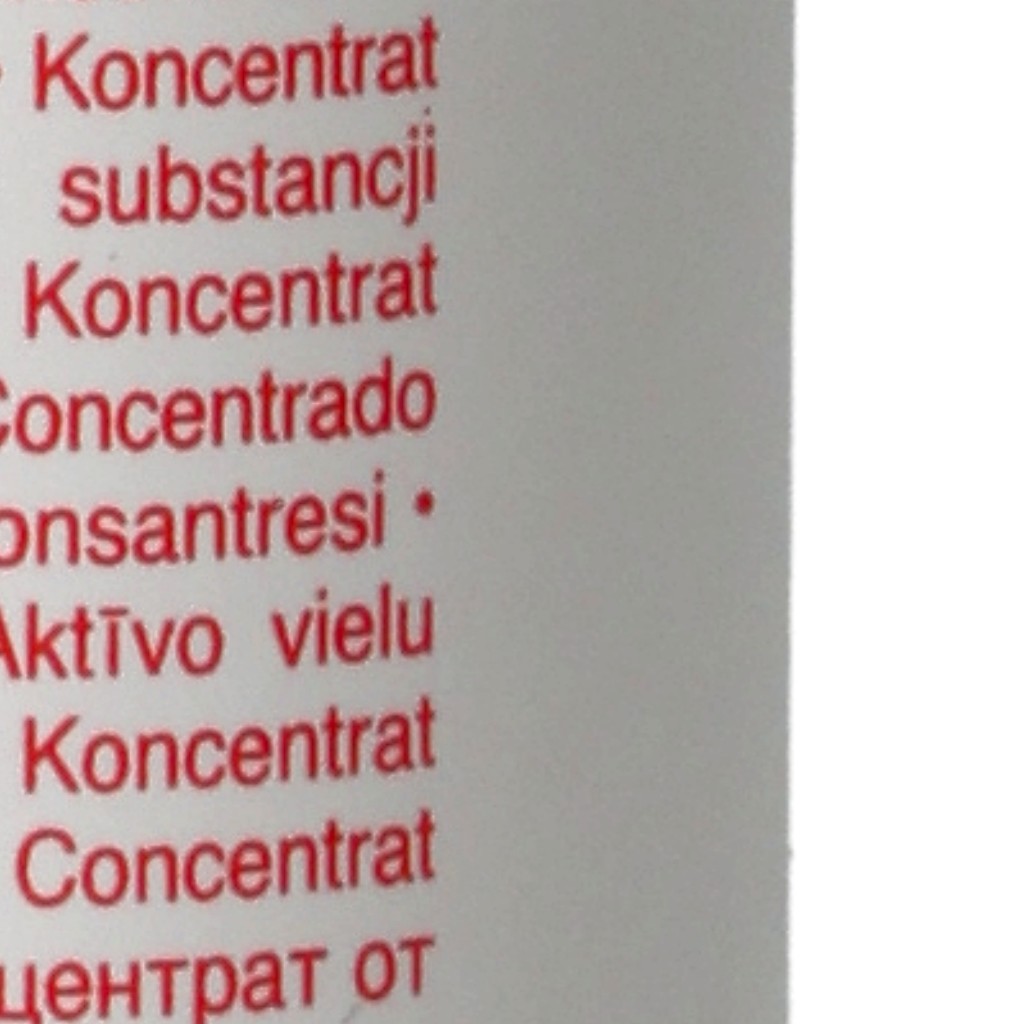 • Koncentrat
substancji
Koncentrat
Concentrado
onsantresi •
Aktīvo vielu
Koncentrat
Concentrat
центрат от